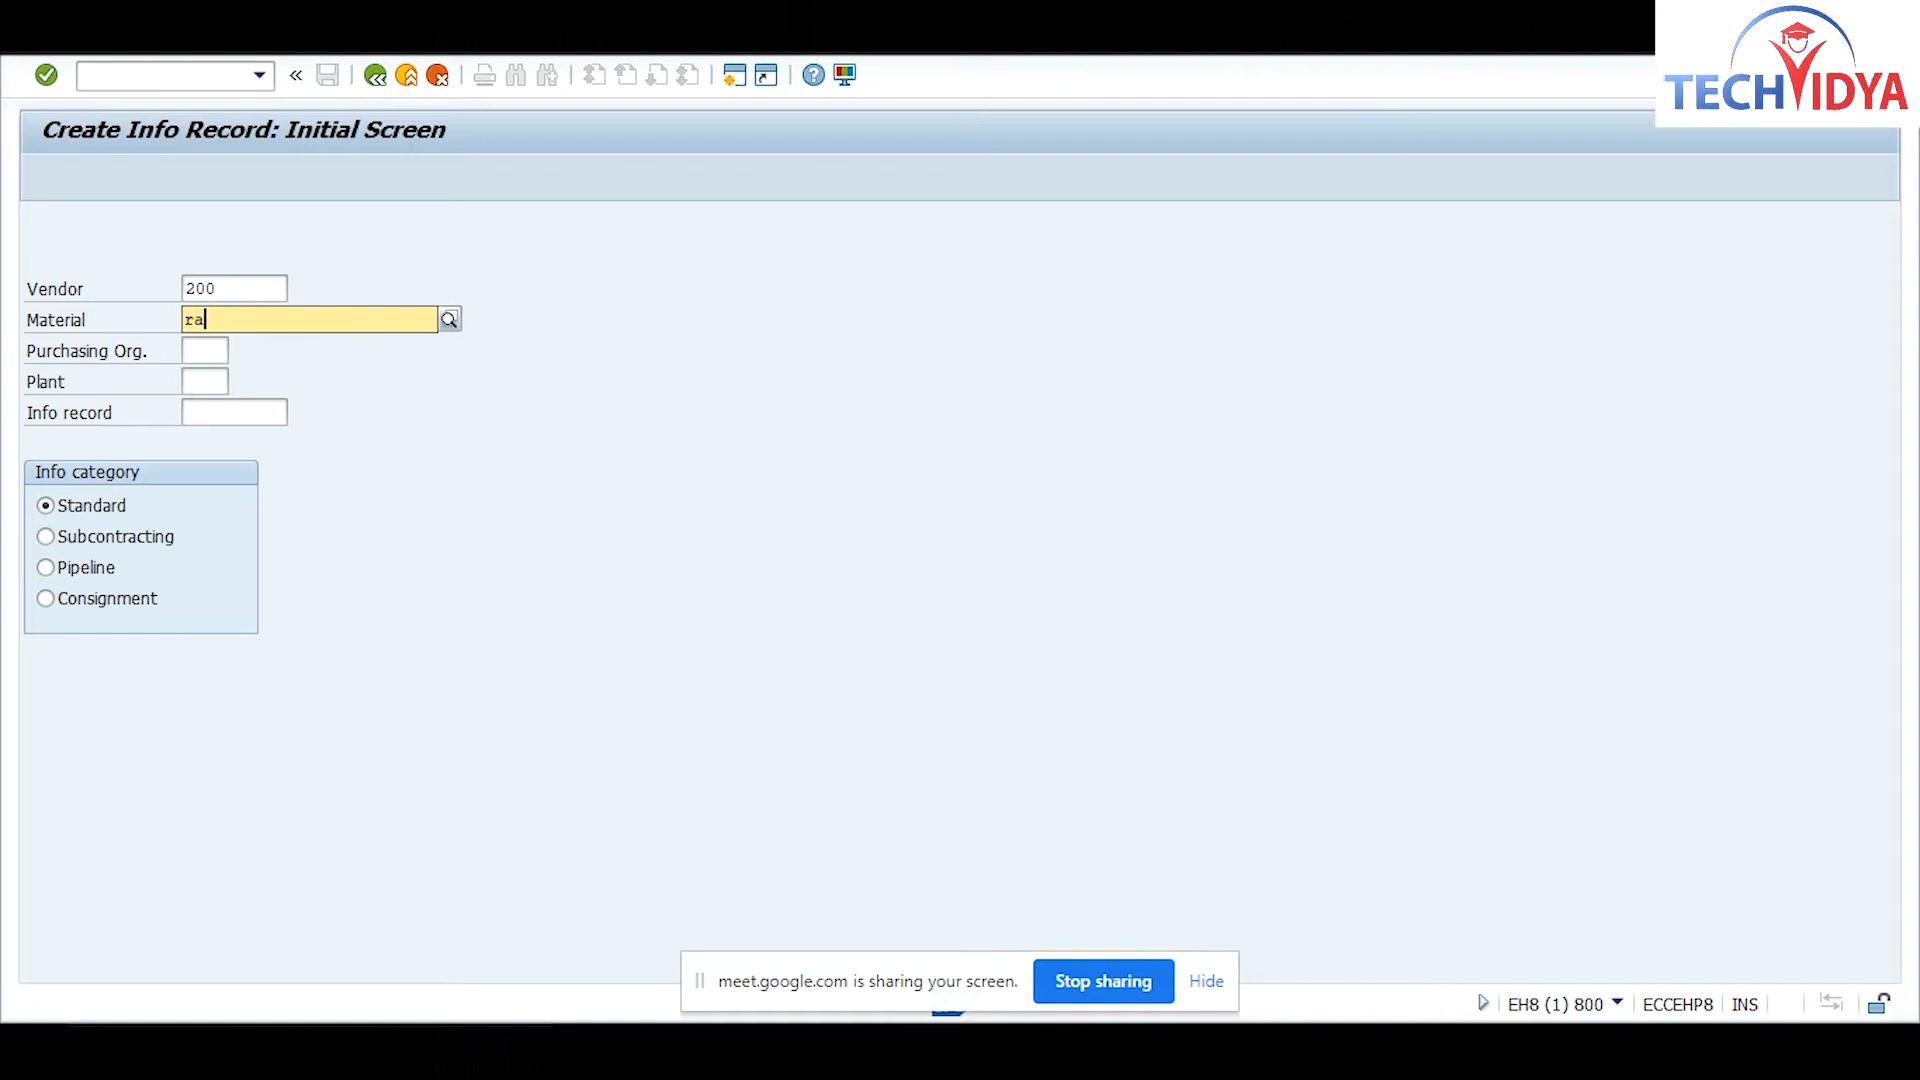 TECHVIDYA
Create Info Record: Initial Screen
Vendor 200
Material ra
Purchasing Org.
Plant
Info record
Info category
Standard
Subcontracting
Pipeline
Consignment
meet.google.com is sharing your screen. Stop sharing Hide
EH8 (1) 800 ECCEHP8 INS